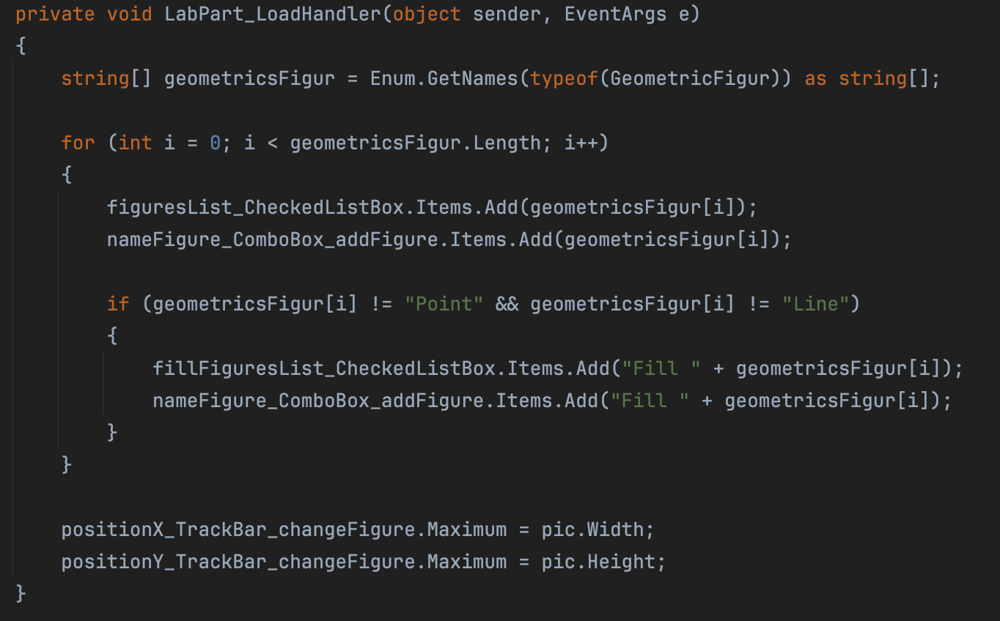 private void LabPart_LoadHandler(object sender, EventArgs e)
{
    string[] geometricsFigur = Enum.GetNames(typeof(GeometricFigur)) as string[];

    for (int i = 0; i < geometricsFigur.Length; i++)
    {
        figuresList_CheckedListBox.Items.Add(geometricsFigur[i]);
        nameFigure_ComboBox_addFigure.Items.Add(geometricsFigur[i]);

        if (geometricsFigur[i] != "Point" && geometricsFigur[i] != "Line")
        {
            fillFiguresList_CheckedListBox.Items.Add("Fill " + geometricsFigur[i]);
            nameFigure_ComboBox_addFigure.Items.Add("Fill " + geometricsFigur[i]);
        }
    }

    positionX_TrackBar_changeFigure.Maximum = pic.Width;
    positionY_TrackBar_changeFigure.Maximum = pic.Height;
}